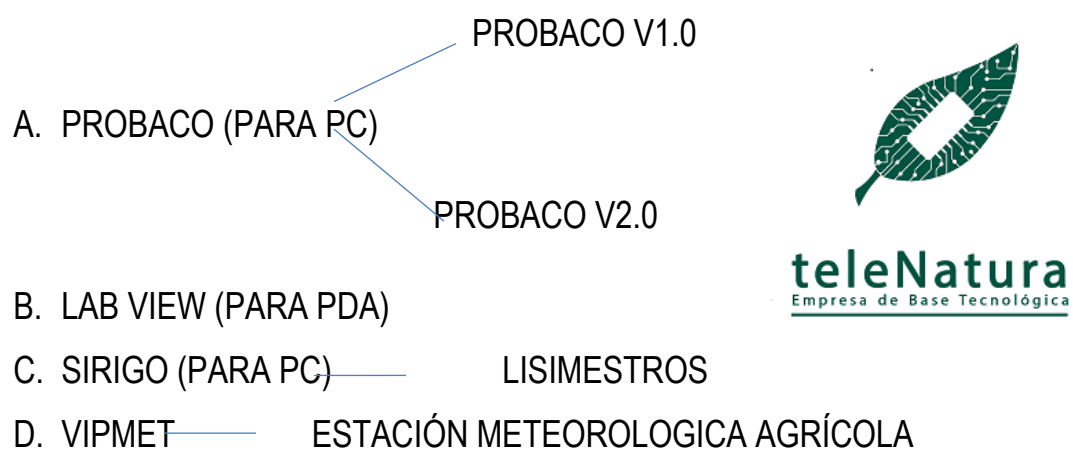 PROBACO V1.0
A. PROBACO (PARA PC)
PROBACO V2.0
teleNatura
Empresa de Base Tecnológica
B. LAB VIEW (PARA PDA)
C. SIRIGO (PARA PC) LISIMESTROS
D. VIPMET ESTACIÓN METEOROLOGICA AGRÍCOLA